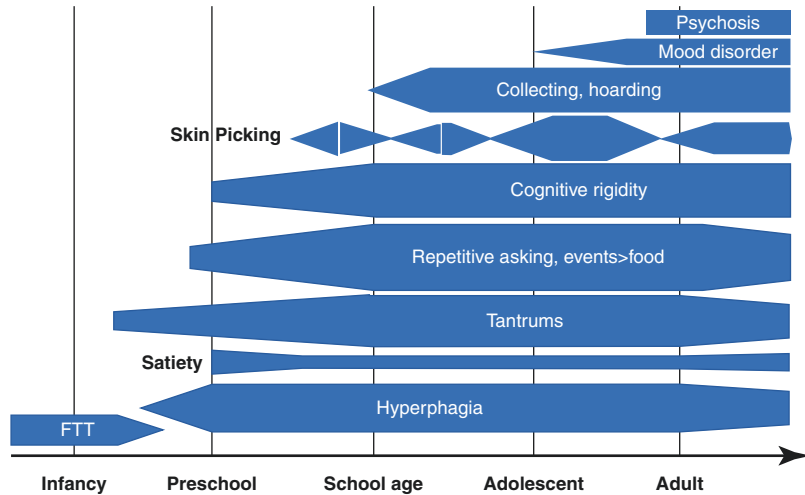 Psychosis
Mood disorder
Collecting, hoarding
Skin Picking
Cognitive rigidity
Repetitive asking, events>food
Tantrums
Satiety
Hyperphagia
FTT
Infancy Preschool School age Adolescent Adult